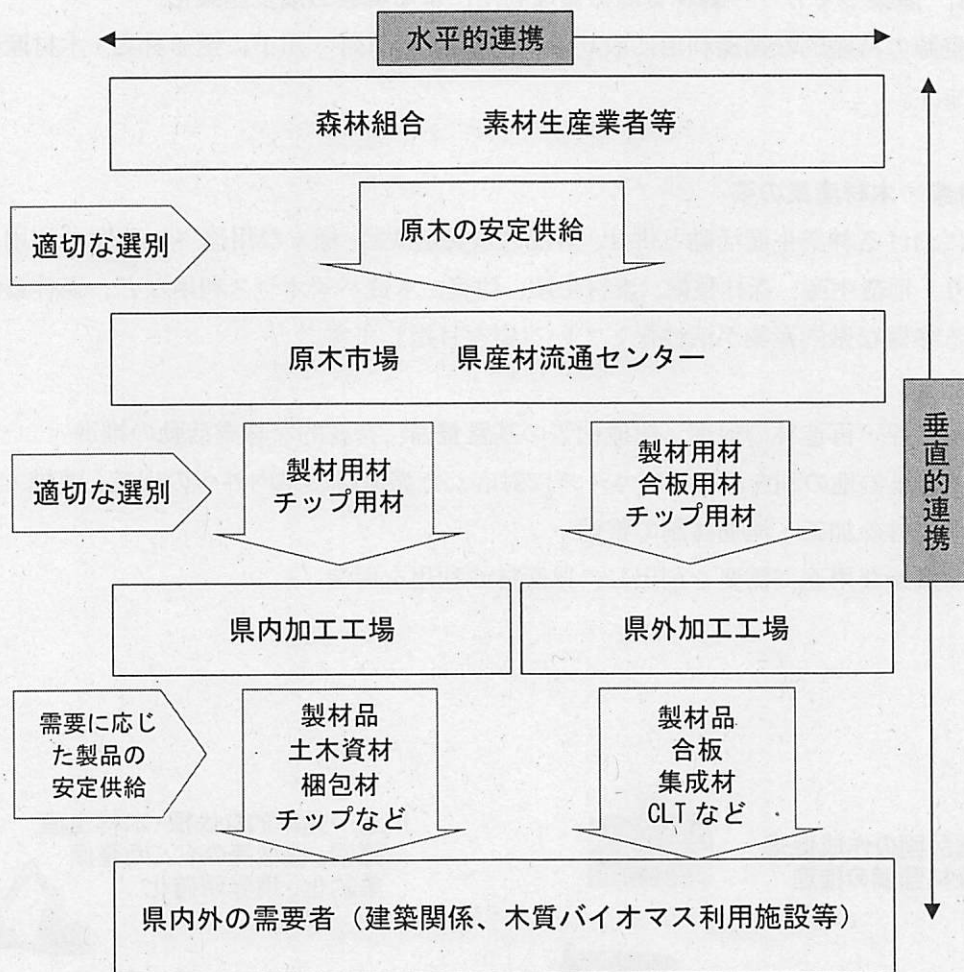 水平的連携
森林組合　　素材生産業者等
適切な選別
原木の安定供給
原木市場　　県産材流通センター
垂直的連携
適切な選別
製材用材
チップ用材
製材用材
合板用材
チップ用材
県内加工工場
県外加工工場
需要に応じ
た製品の
安定供給
製材品
土木資材
梱包材
チップなど
製材品
合板
集成材
CLTなど
県内外の需要者（建築関係、木質バイオマス利用施設等）